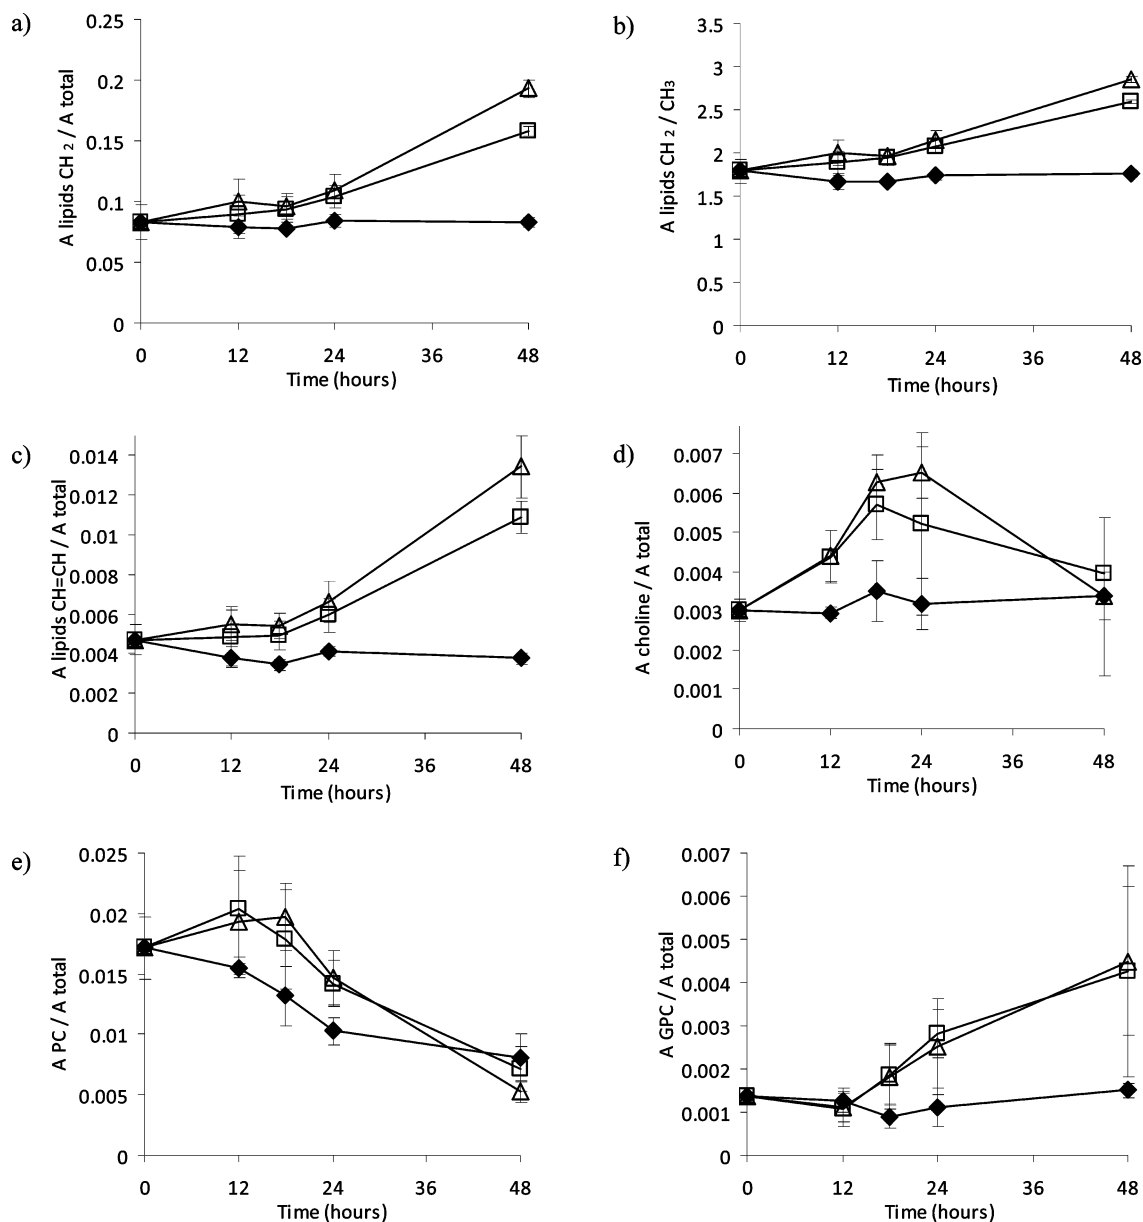 a)
A lipids CH 2 / A total
0.25
0.2
0.15
0.1
0.05
0
0 12 24 36 48
Time (hours)
b)
A lipids CH 2 / CH3
3.5
3
2.5
2
1.5
1
0.5
0
0 12 24 36 48
Time (hours)
c)
A lipids CH=CH / A total
0.014
0.012
0.01
0.008
0.006
0.004
0.002
0
0 12 24 36 48
Time (hours)
d)
A choline / A total
0.007
0.006
0.005
0.004
0.003
0.002
0.001
0
0 12 24 36 48
Time (hours)
e)
A PC / A total
0.025
0.02
0.015
0.01
0.005
0
0 12 24 36 48
Time (hours)
f)
A GPC / A total
0.007
0.006
0.005
0.004
0.003
0.002
0.001
0
0 12 24 36 48
Time (hours)